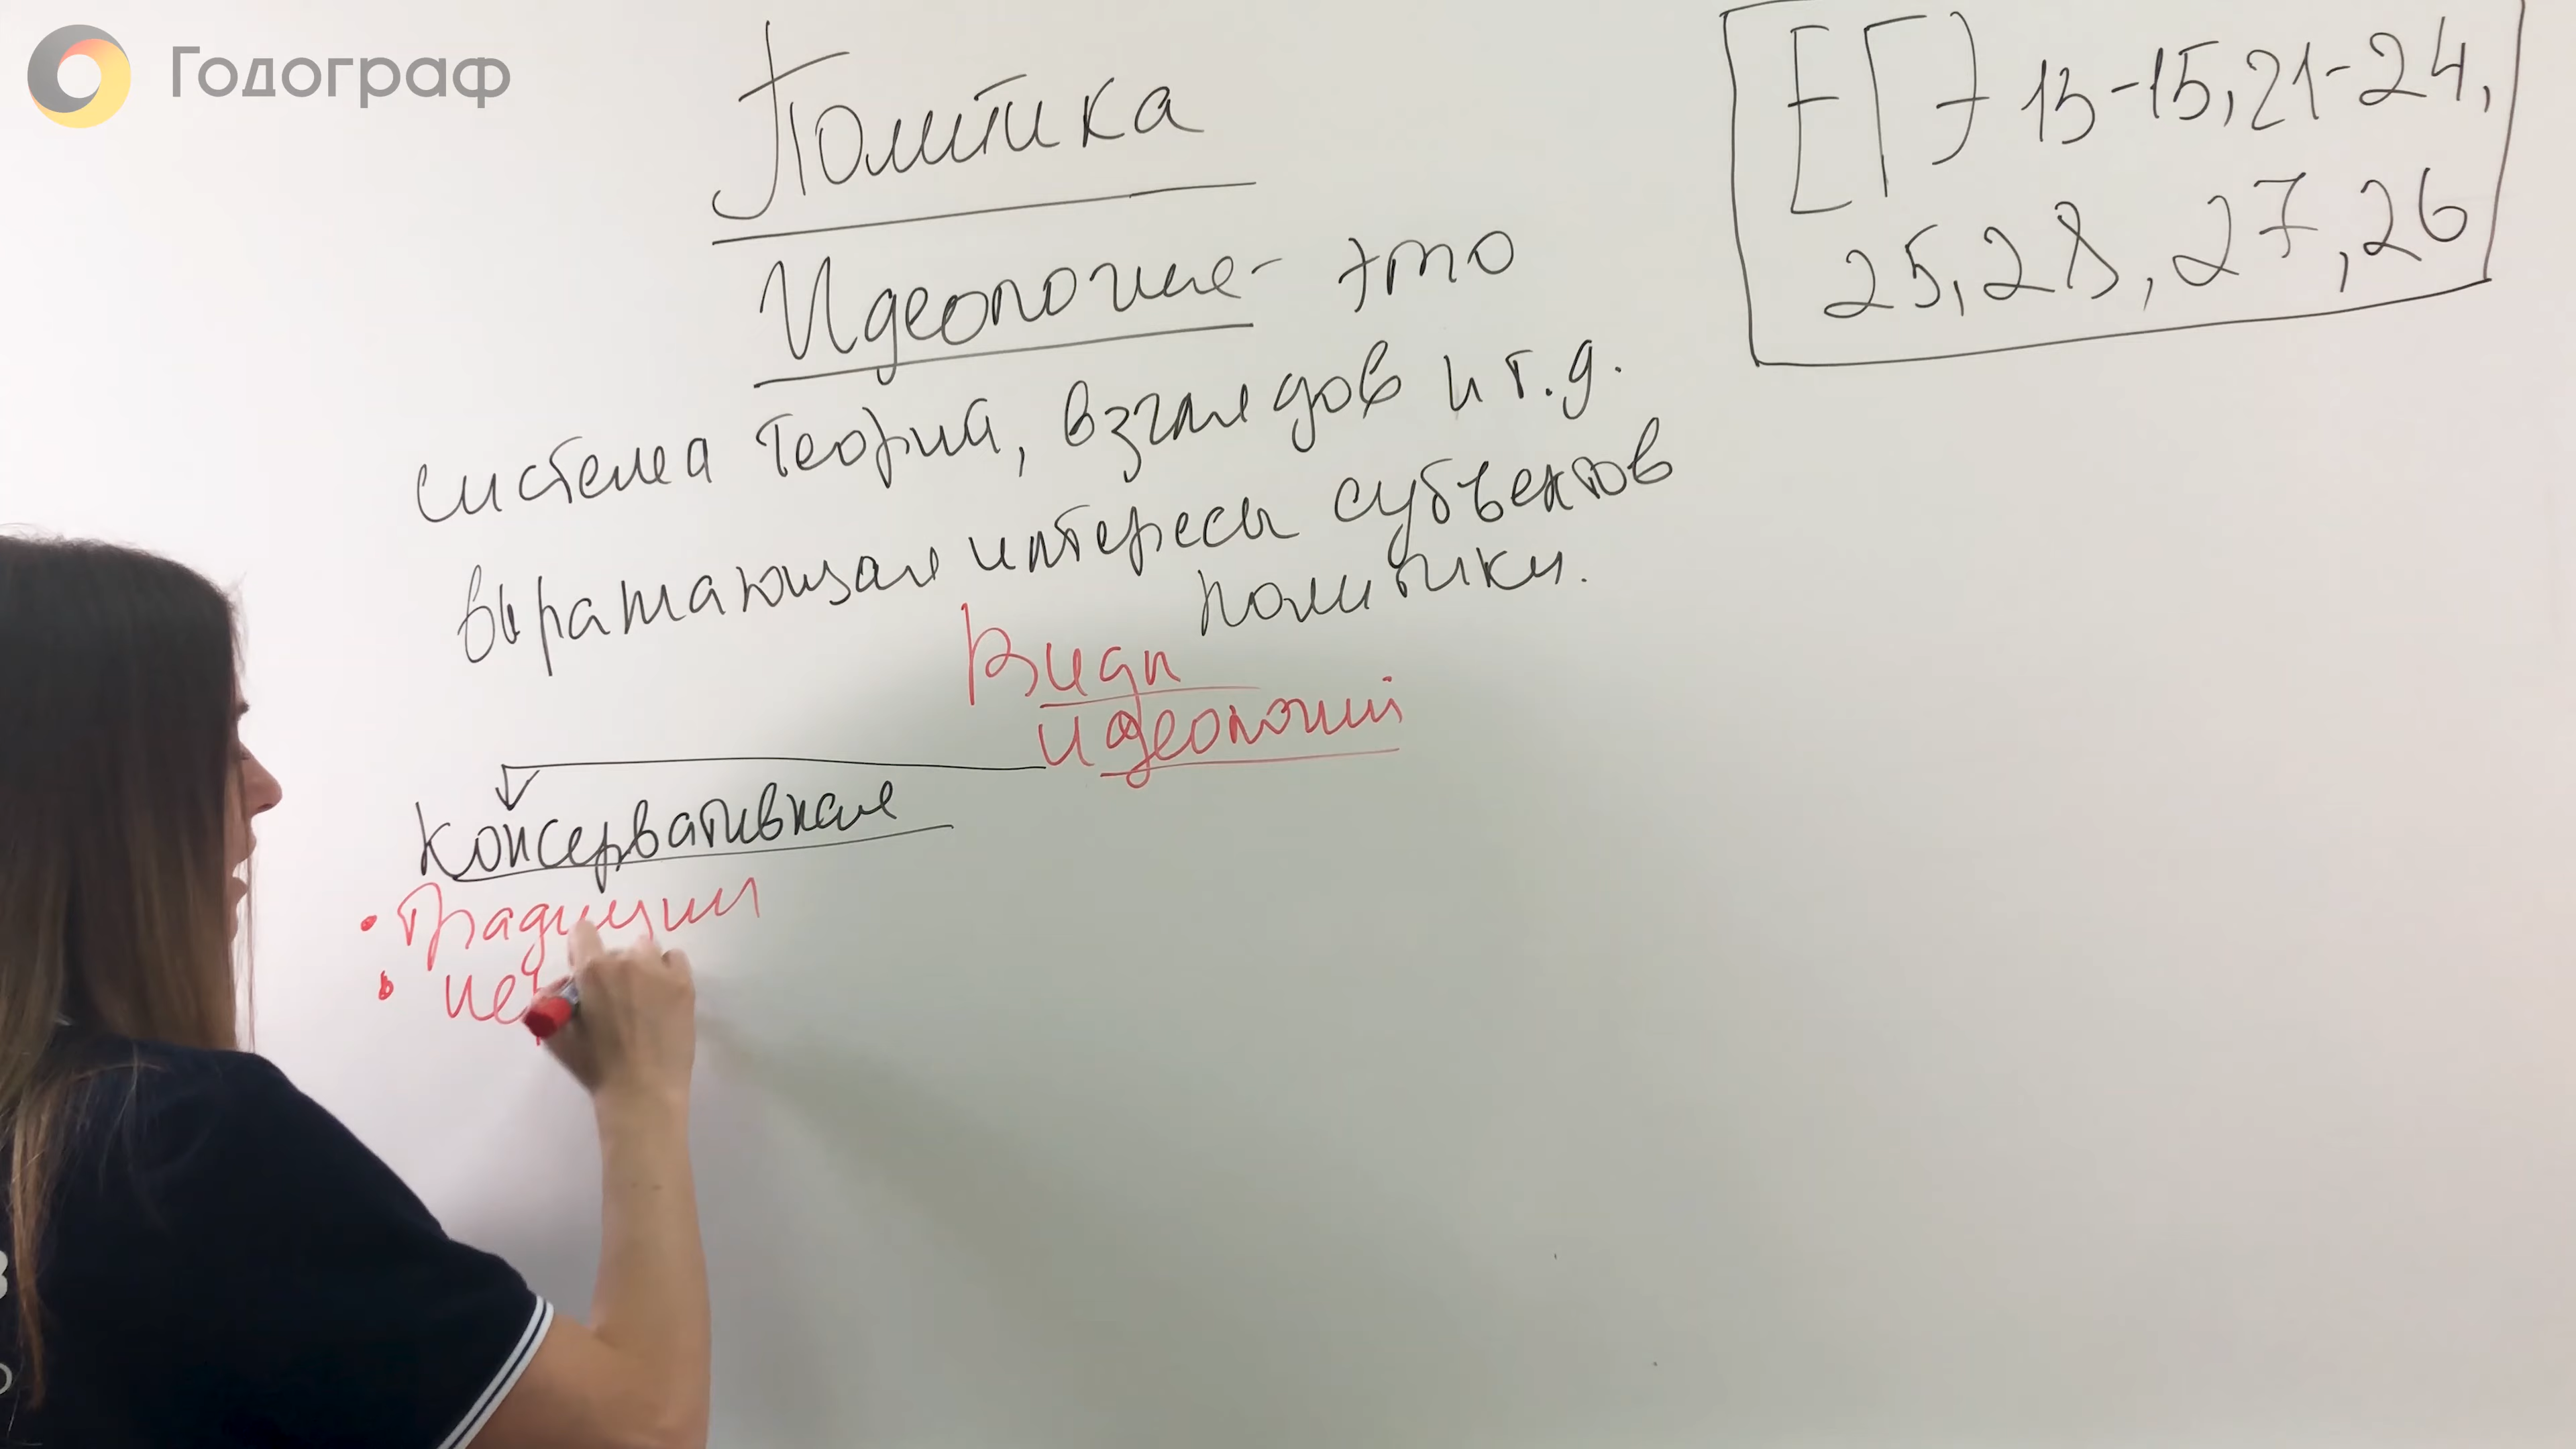 Годограф
Политика
ЕГЭ 13-15, 21-24,
25, 28, 27, 26
Идеология - это
система теорий, взглядов и т.д.
выражающая интересы субъектов
политики.
Виды
идеологий
Консервативная
• Традиции